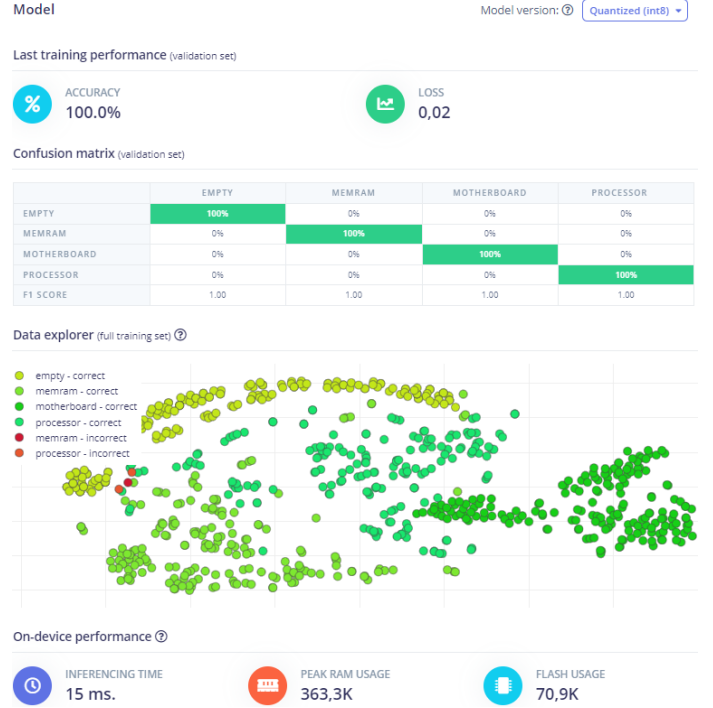 Model
Model version: Quantized (int8)
Last training performance (validation set)
ACCURACY
100.0%
LOSS
0,02
Confusion matrix (validation set)
EMPTY MEMRAM MOTHERBOARD PROCESSOR
EMPTY 100% 0% 0% 0%
MEMRAM 0% 100% 0% 0%
MOTHERBOARD 0% 0% 100% 0%
PROCESSOR 0% 0% 0% 100%
F1 SCORE 1.00 1.00 1.00 1.00
Data explorer (full training set)
empty - correct
memram - correct
motherboard - correct
processor - correct
memram - incorrect
processor - incorrect
On-device performance
INFERENCING TIME
15 ms.
PEAK RAM USAGE
363,3K
FLASH USAGE
70,9K